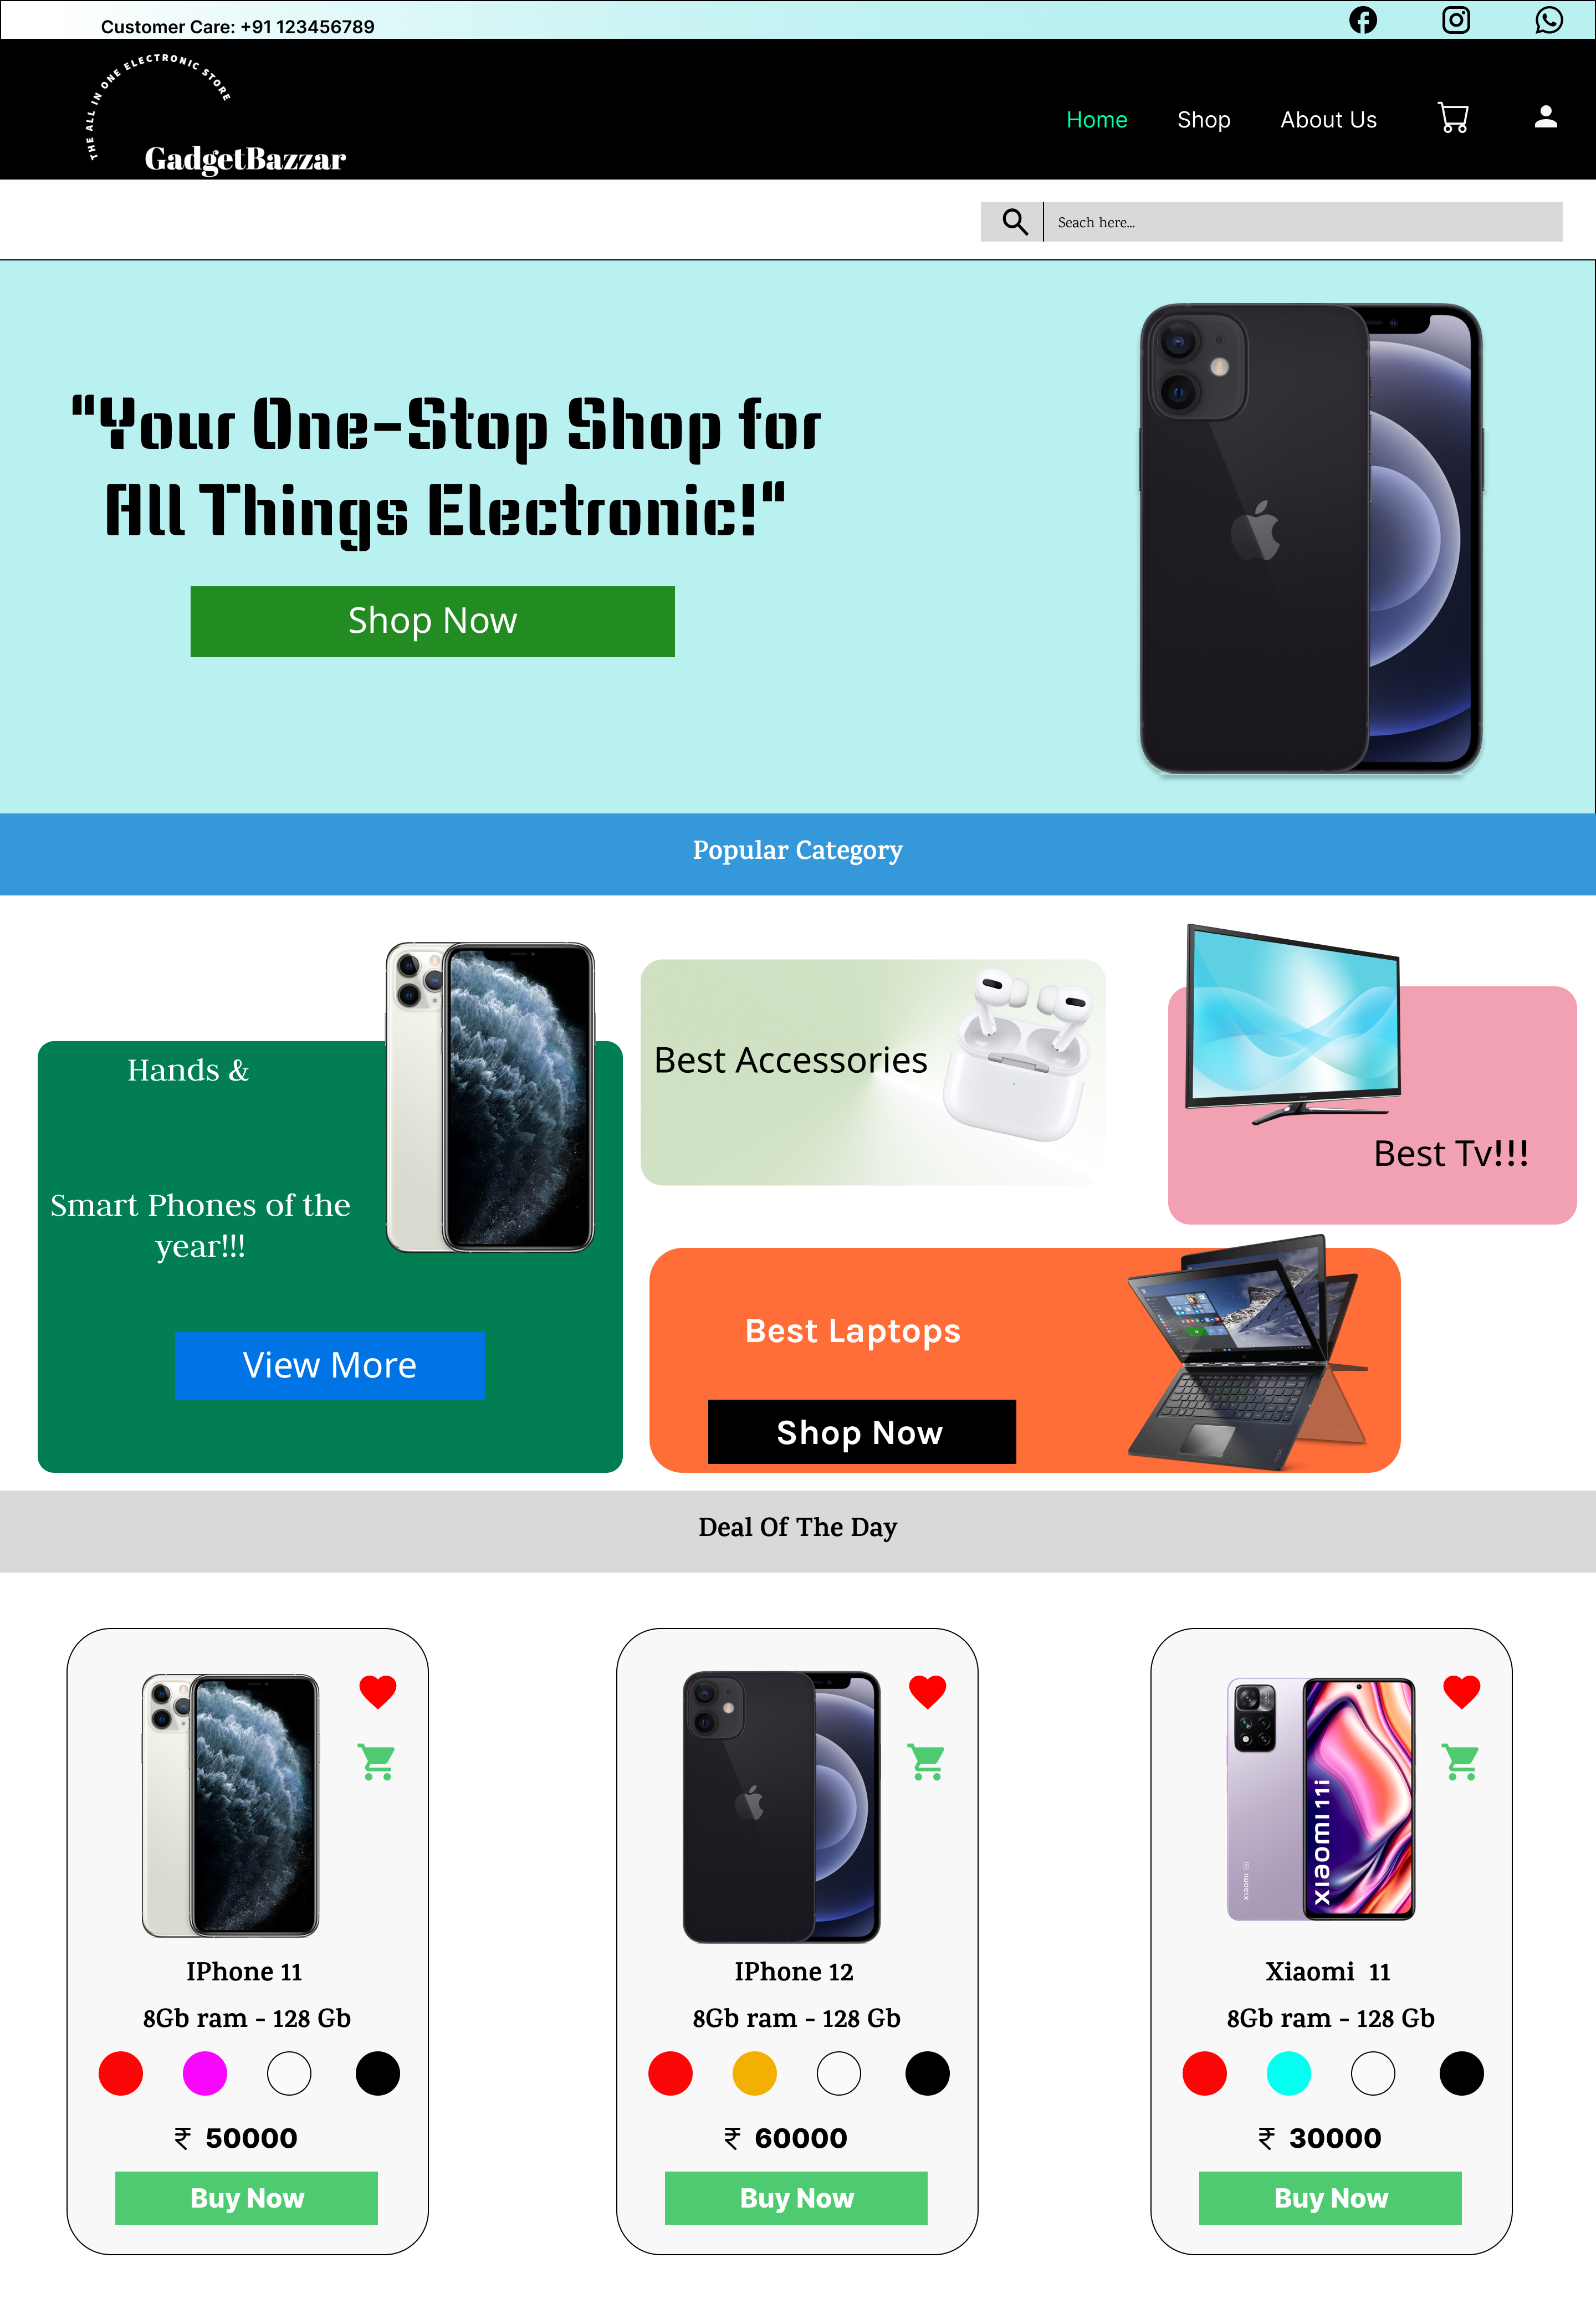 Customer Care: +91 123456789
THE ALL IN ONE ELECTRONIC STORE
GadgetBazzar
Home
Shop
About Us
Seach here...
"Your One-Stop Shop for
All Things Electronic!"
Shop Now
Popular Category
Hands &
Smart Phones of the
year!!!
View More
Best Accessories
Best Tv!!!
Best Laptops
Shop Now
Deal Of The Day
xiaomi
xiaomi 11i
IPhone 11
8Gb ram - 128 Gb
₹ 50000
Buy Now
IPhone 12
8Gb ram - 128 Gb
₹ 60000
Buy Now
Xiaomi  11
8Gb ram - 128 Gb
₹ 30000
Buy Now